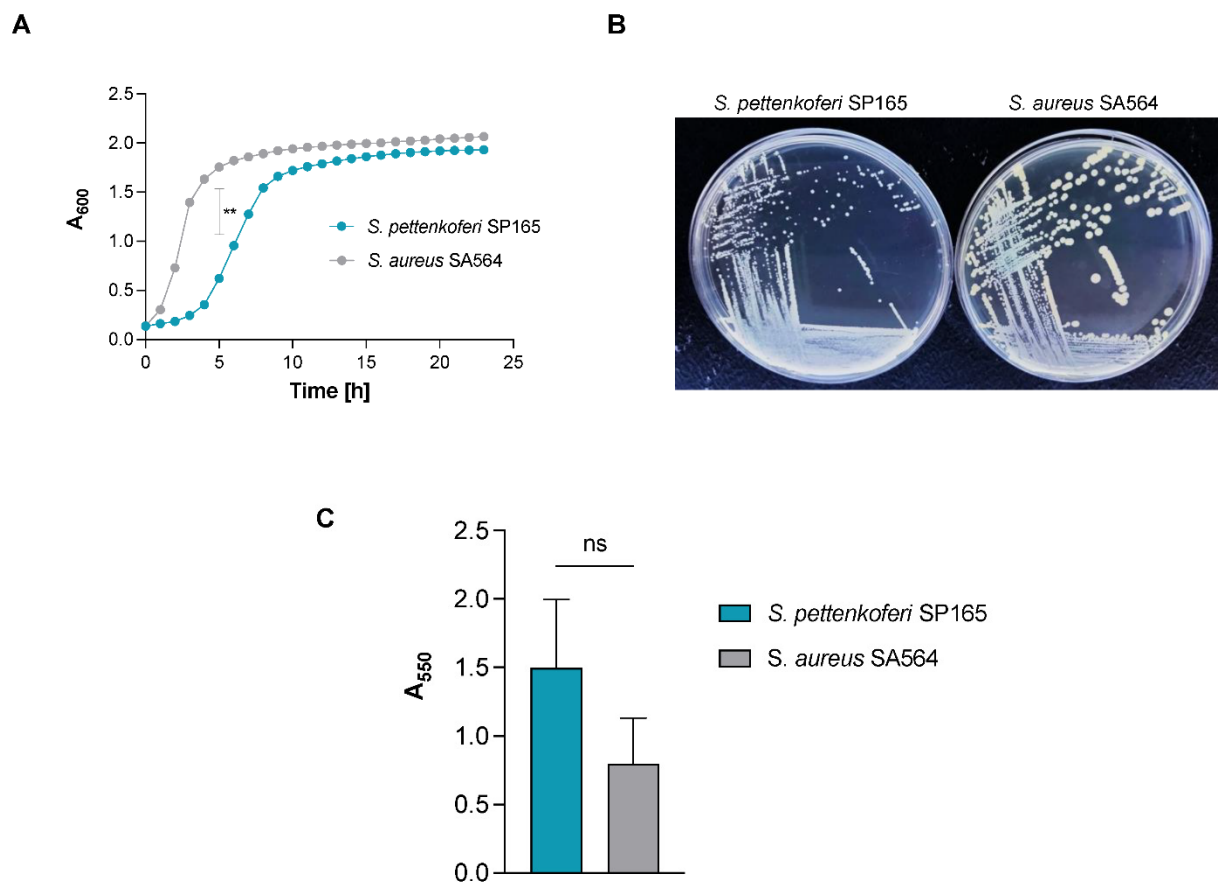 A
2.5
2.0
1.5
1.0
0.5
0.0
A600
**
S. pettenkoferi SP165
S. aureus SA564
0 5 10 15 20 25
Time [h]
B
S. pettenkoferi SP165 S. aureus SA564
C
2.5
2.0
1.5
1.0
0.5
0.0
A550
ns
S. pettenkoferi SP165
S. aureus SA564